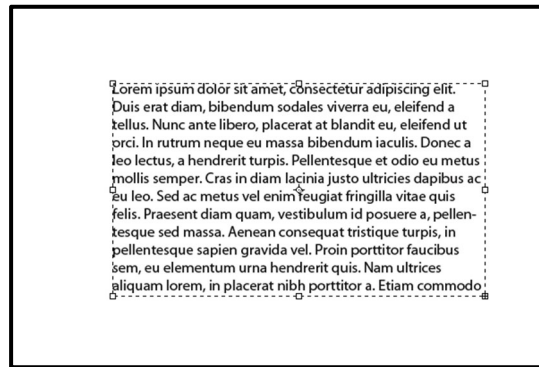 Lorem ipsum dolor sit amet, consectetur adipiscing elit.
Duis erat diam, bibendum sodales viverra eu, eleifend a
tellus. Nunc ante libero, placerat at blandit eu, eleifend ut
orci. In rutrum neque eu massa bibendum iaculis. Donec a
leo lectus, a hendrerit turpis. Pellentesque et odio eu metus
mollis semper. Cras in diam lacinia justo ultricies dapibus ac
eu leo. Sed ac metus vel enim feugiat fringilla vitae quis
felis. Praesent diam quam, vestibulum id posuere a, pellen-
tesque sed massa. Aenean consequat tristique turpis, in
pellentesque sapien gravida vel. Proin porttitor faucibus
sem, eu elementum urna hendrerit quis. Nam ultrices
aliquam lorem, in placerat nibh porttitor a. Etiam commodo